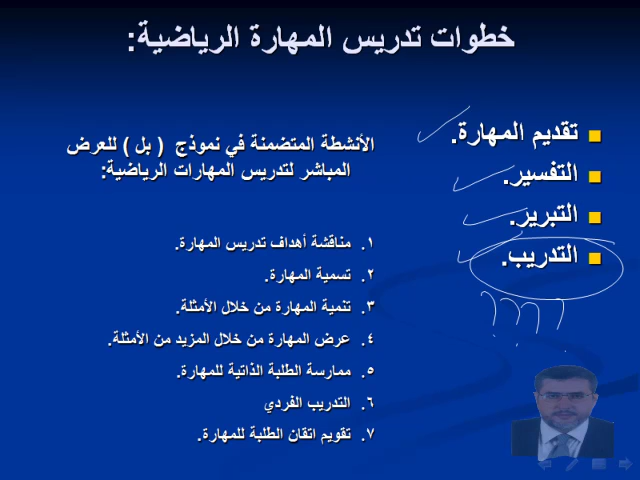 خطوات تدريس المهارة الرياضية:
تقديم المهارة.
التفسير.
التبرير.
التدريب.
الأنشطة المتضمنة في نموذج ( بل ) للعرض
المباشر لتدريس المهارات الرياضية:
١. مناقشة أهداف تدريس المهارة.
٢. تسمية المهارة.
٣. تنمية المهارة من خلال الأمثلة.
٤. عرض المهارة من خلال المزيد من الأمثلة.
٥. ممارسة الطلبة الذاتية للمهارة.
٦. التدريب الفردي
٧. تقويم اتقان الطلبة للمهارة.